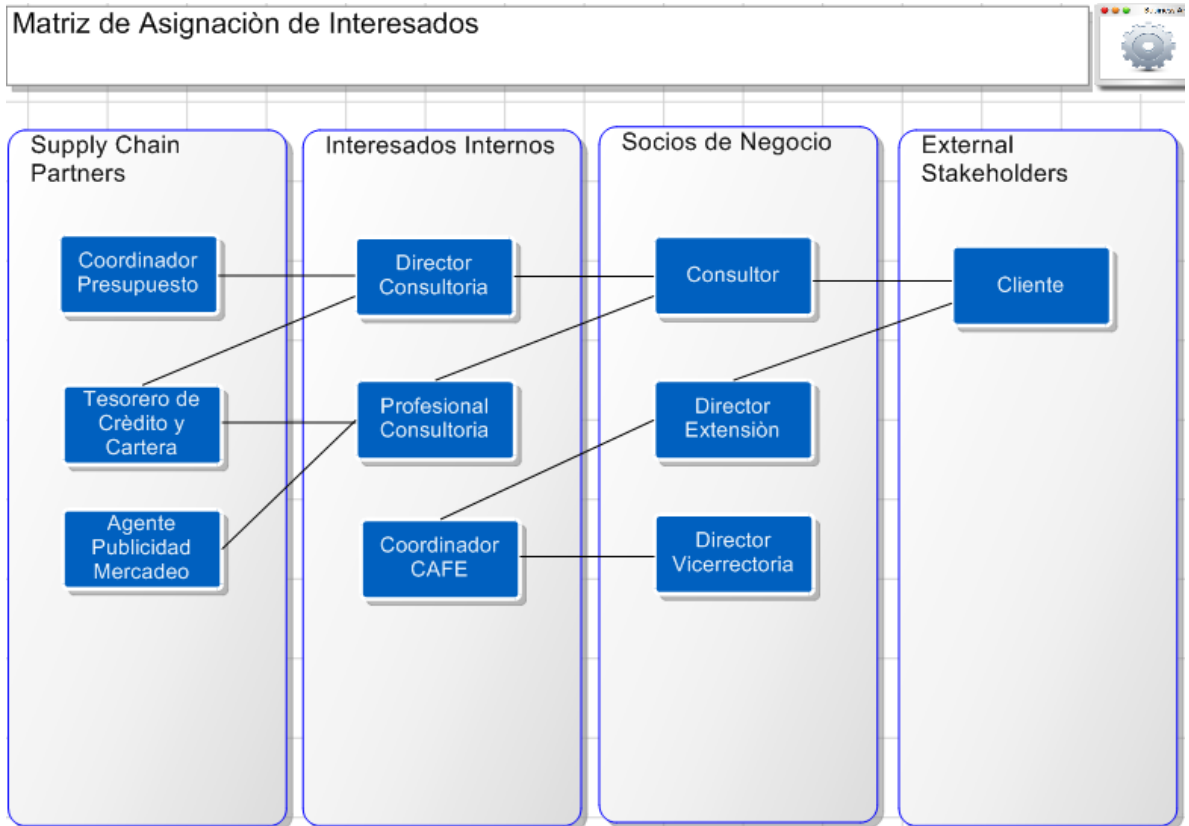 Matriz de Asignaciòn de Interesados
Supply Chain
Partners
Interesados Internos
Socios de Negocio
External
Stakeholders
Coordinador
Presupuesto
Director
Consultoria
Consultor
Cliente
Tesorero de
Crèdito y
Cartera
Profesional
Consultoria
Director
Extensiòn
Agente
Publicidad
Mercadeo
Coordinador
CAFE
Director
Vicerrectoria